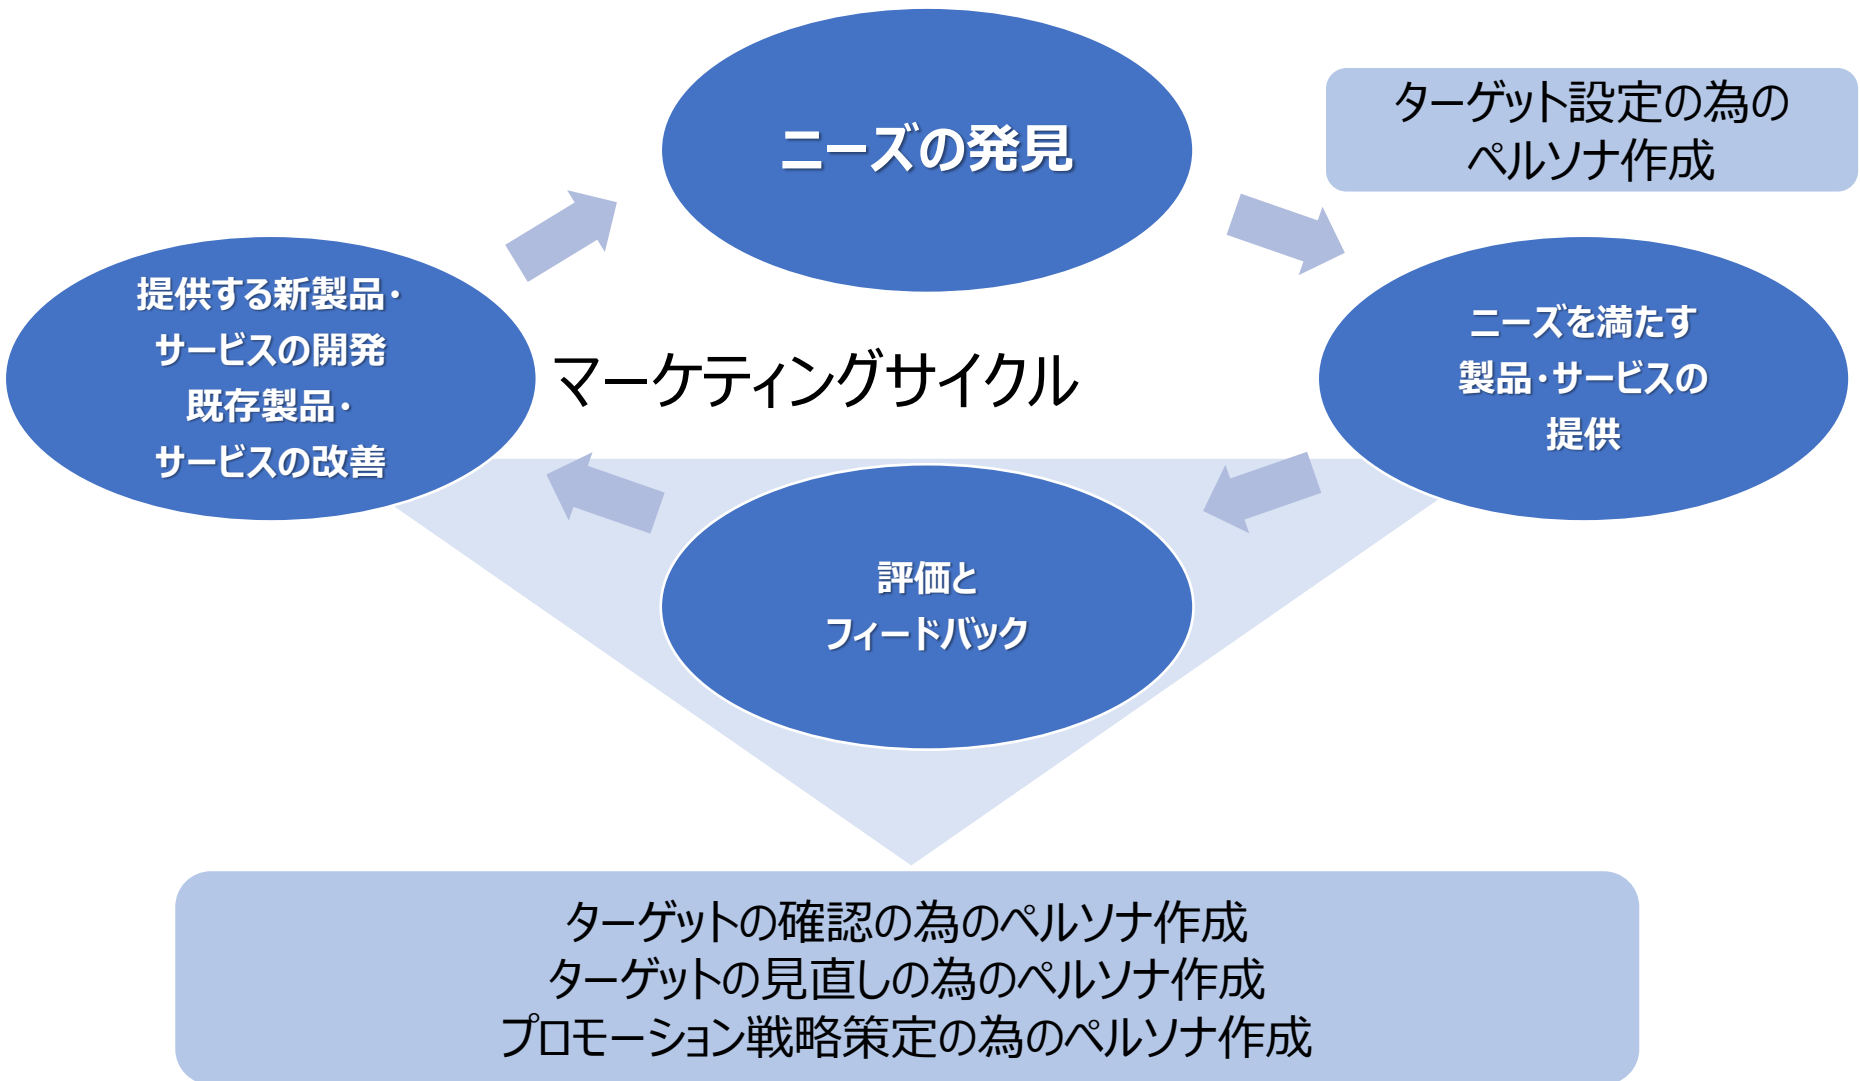 ニーズの発見
ターゲット設定の為の
ペルソナ作成
提供する新製品・
サービスの開発
既存製品・
サービスの改善
マーケティングサイクル
ニーズを満たす
製品・サービスの
提供
評価と
フィードバック
ターゲットの確認の為のペルソナ作成
ターゲットの見直しの為のペルソナ作成
プロモーション戦略策定の為のペルソナ作成